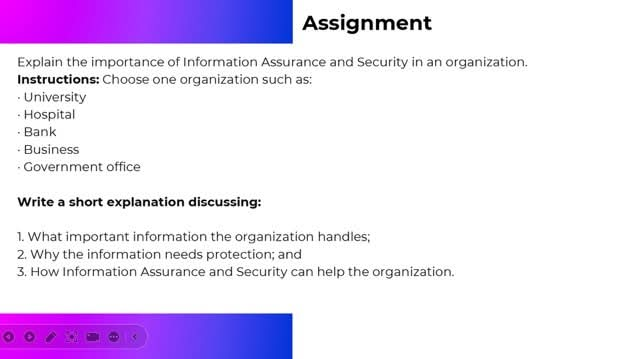 Assignment
Explain the importance of Information Assurance and Security in an organization.
Instructions: Choose one organization such as:
· University
· Hospital
· Bank
· Business
· Government office
Write a short explanation discussing:
1. What important information the organization handles;
2. Why the information needs protection; and
3. How Information Assurance and Security can help the organization.